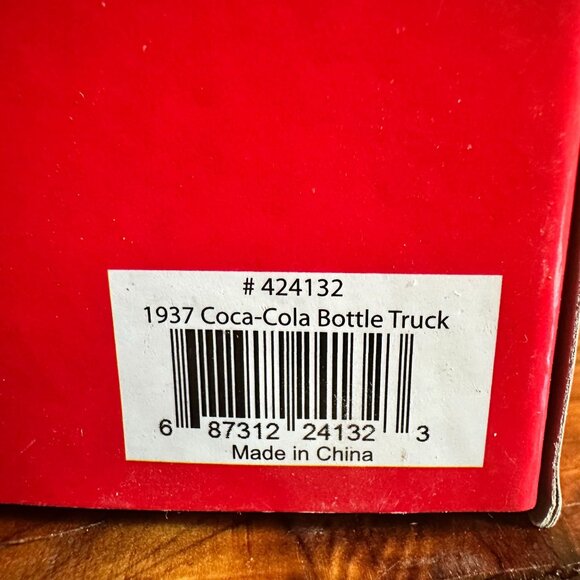 # 424132
1937 Coca-Cola Bottle Truck
6 87312 24132 3
Made in China